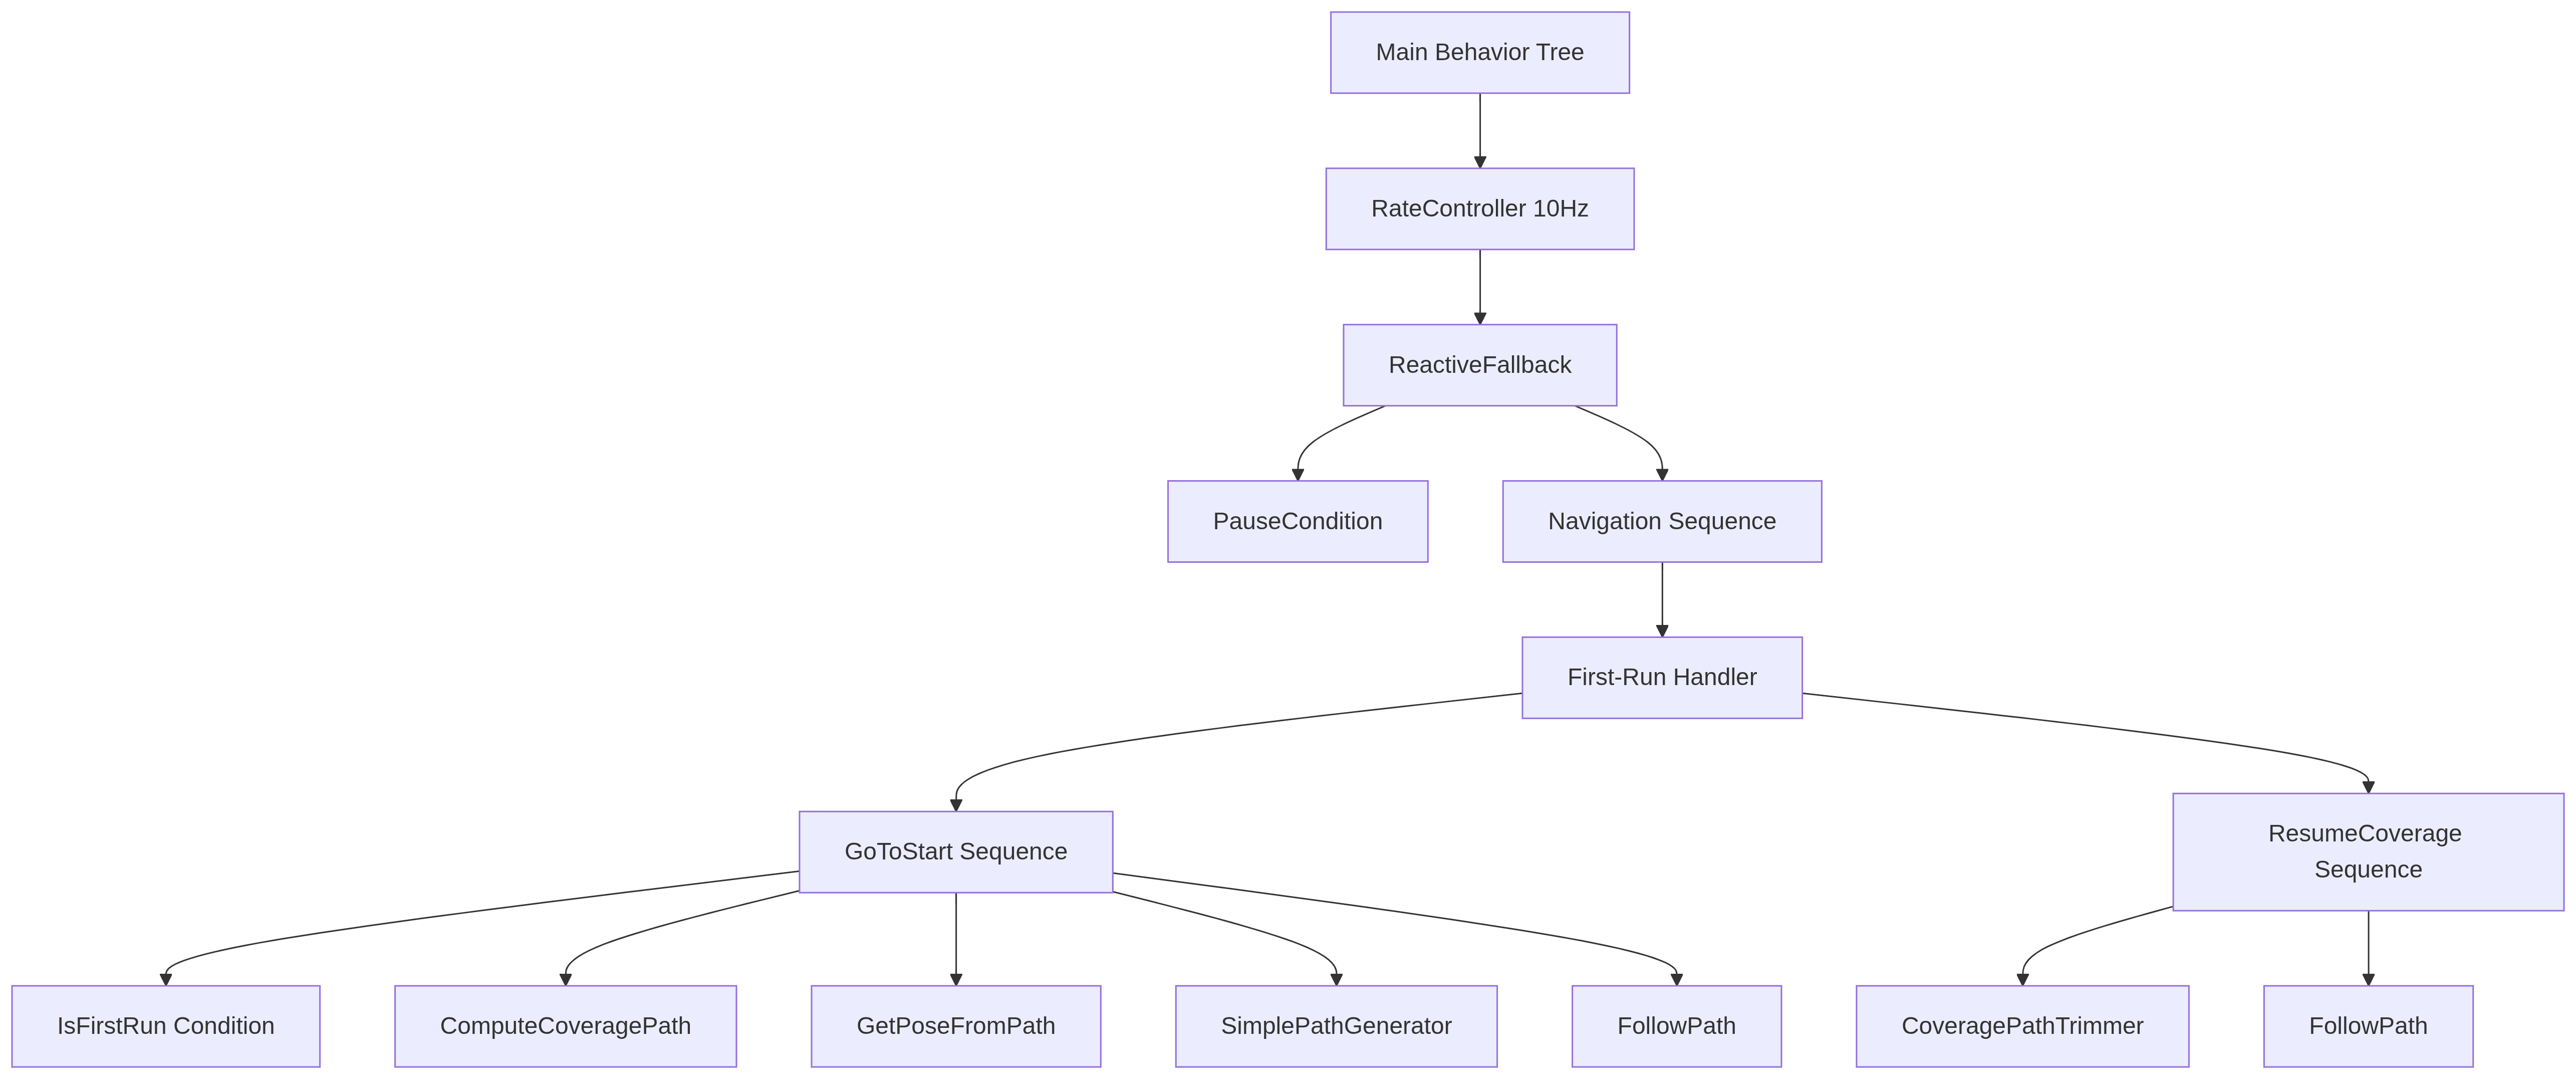 Main Behavior Tree
RateController 10Hz
ReactiveFallback
PauseCondition
Navigation Sequence
First-Run Handler
GoToStart Sequence
ResumeCoverage
Sequence
IsFirstRun Condition
ComputeCoveragePath
GetPoseFromPath
SimplePathGenerator
FollowPath
CoveragePathTrimmer
FollowPath